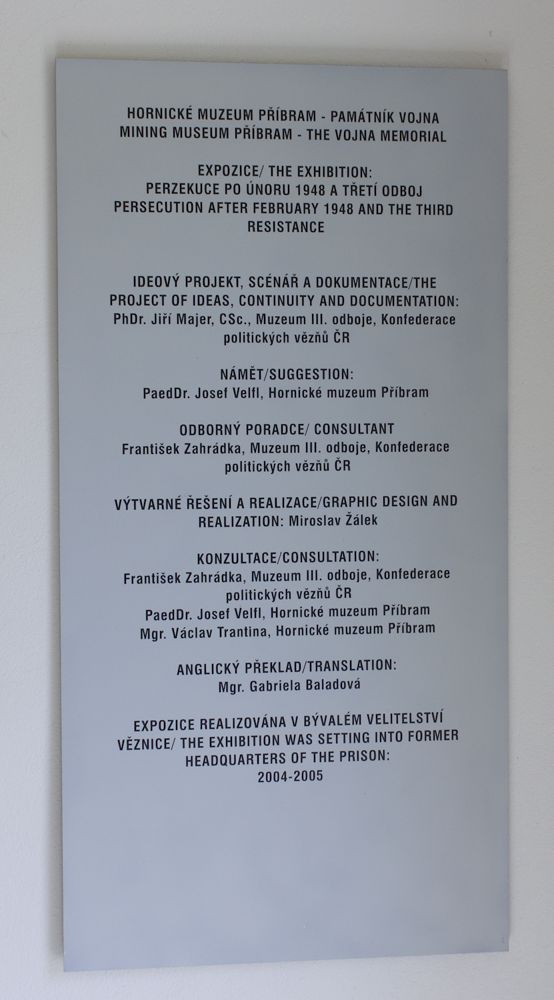 HORNICKÉ MUZEUM PŘÍBRAM - PAMÁTNÍK VOJNA
MINING MUSEUM PŘÍBRAM - THE VOJNA MEMORIAL
EXPOZICE/ THE EXHIBITION:
PERZEKUCE PO ÚNORU 1948 A TŘETÍ ODBOJ
PERSECUTION AFTER FEBRUARY 1948 AND THE THIRD
RESISTANCE
IDEOVÝ PROJEKT, SCÉNÁŘ A DOKUMENTACE/THE
PROJECT OF IDEAS, CONTINUITY AND DOCUMENTATION:
PhDr. Jiří Majer, CSc., Muzeum III. odboje, Konfederace
politických vězňů ČR
NÁMĚT/SUGGESTION:
PaedDr. Josef Velfl, Hornické muzeum Příbram
ODBORNÝ PORADCE/ CONSULTANT
František Zahrádka, Muzeum III. odboje, Konfederace
politických vězňů ČR
VÝTVARNÉ ŘEŠENÍ A REALIZACE/GRAPHIC DESIGN AND
REALIZATION: Miroslav Žálek
KONZULTACE/CONSULTATION:
František Zahrádka, Muzeum III. odboje, Konfederace
politických vězňů ČR
PaedDr. Josef Velfl, Hornické muzeum Příbram
Mgr. Václav Trantina, Hornické muzeum Příbram
ANGLICKÝ PŘEKLAD/TRANSLATION:
Mgr. Gabriela Baladová
EXPOZICE REALIZOVÁNA V BÝVALÉM VELITELSTVÍ
VĚZNICE/ THE EXHIBITION WAS SETTING INTO FORMER
HEADQUARTERS OF THE PRISON:
2004-2005